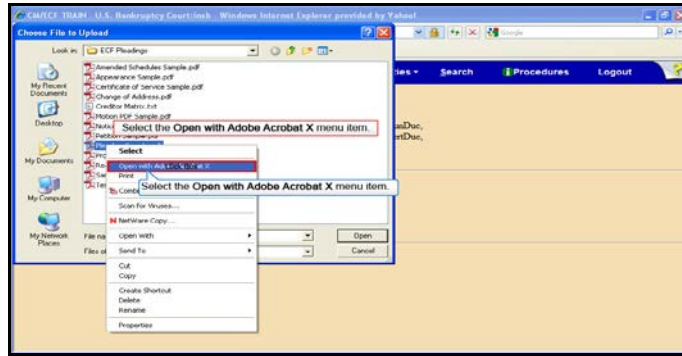 CM/ECF TRAIN - U.S. Bankruptcy Court:insb - Windows Internet Explorer provided by Yahoo!
Choose File to Upload
Look in: ECF Pleadings
Google
Search Procedures Logout
My Recent Documents
Desktop
My Documents
My Computer
My Network Places
Amended Schedules Sample.pdf
Appearance Sample.pdf
Certificate of Service Sample.pdf
Change of Address.pdf
Creditor Matrix.txt
Motion PDF Sample.pdf
Select the Open with Adobe Acrobat X menu item.
Select
Open with
Print
Select the Open with Adobe Acrobat X menu item.
Scan for Viruses...
NetWare Copy...
Open With
Send To
Cut
Copy
Create Shortcut
Delete
Rename
Properties
File na
Files of
Open
Cancel